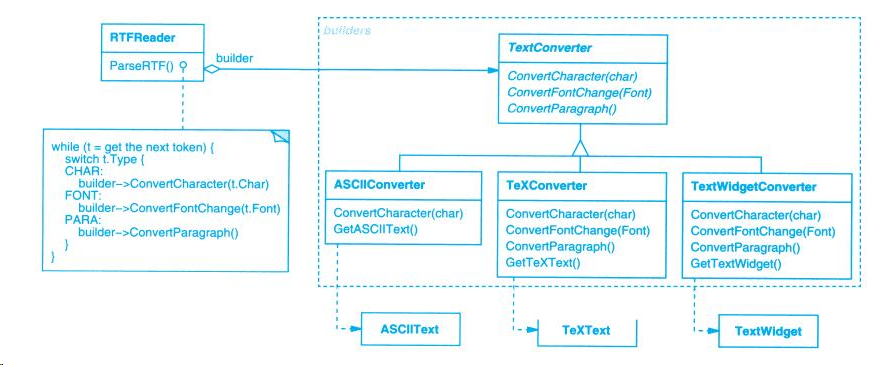 builders
RTFReader
ParseRTF()
builder
TextConverter
ConvertCharacter(char)
ConvertFontChange(Font)
ConvertParagraph()
while (t = get the next token) {
switch t.Type {
CHAR:
builder–>ConvertCharacter(t.Char)
FONT:
builder–>ConvertFontChange(t.Font)
PARA:
builder–>ConvertParagraph()
}
}
ASCIIConverter
ConvertCharacter(char)
GetASCIIText()
TeXConverter
ConvertCharacter(char)
ConvertFontChange(Font)
ConvertParagraph()
GetTeXText()
TextWidgetConverter
ConvertCharacter(char)
ConvertFontChange(Font)
ConvertParagraph()
GetTextWidget()
ASCIIText
TeXText
TextWidget